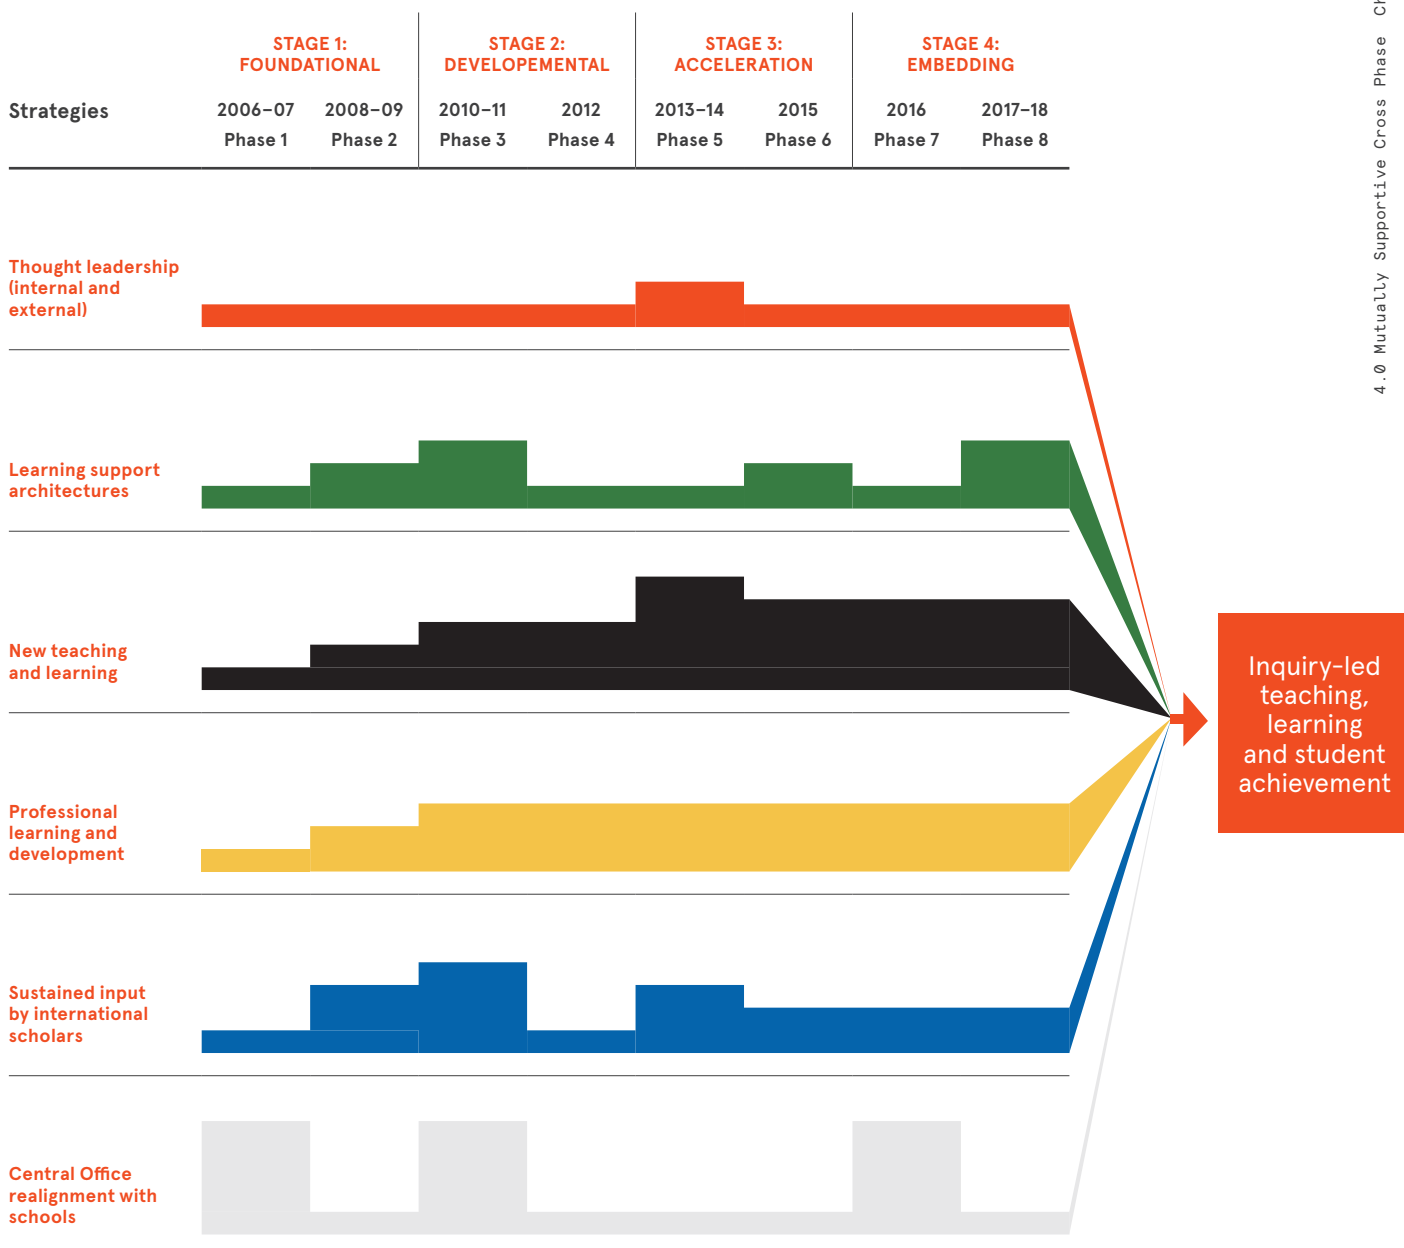 STAGE 1:
FOUNDATIONAL
STAGE 2:
DEVELOPEMENTAL
STAGE 3:
ACCELERATION
STAGE 4:
EMBEDDING
Strategies
2006–07
2008–09
2010–11
2012
2013–14
2015
2016
2017–18
Phase 1
Phase 2
Phase 3
Phase 4
Phase 5
Phase 6
Phase 7
Phase 8
Thought leadership
(internal and
external)
Learning support
architectures
New teaching
and learning
Professional
learning and
development
Sustained input
by international
scholars
Central Office
realignment with
schools
Inquiry-led
teaching,
learning
and student
achievement
4.0 Mutually Supportive Cross Phase